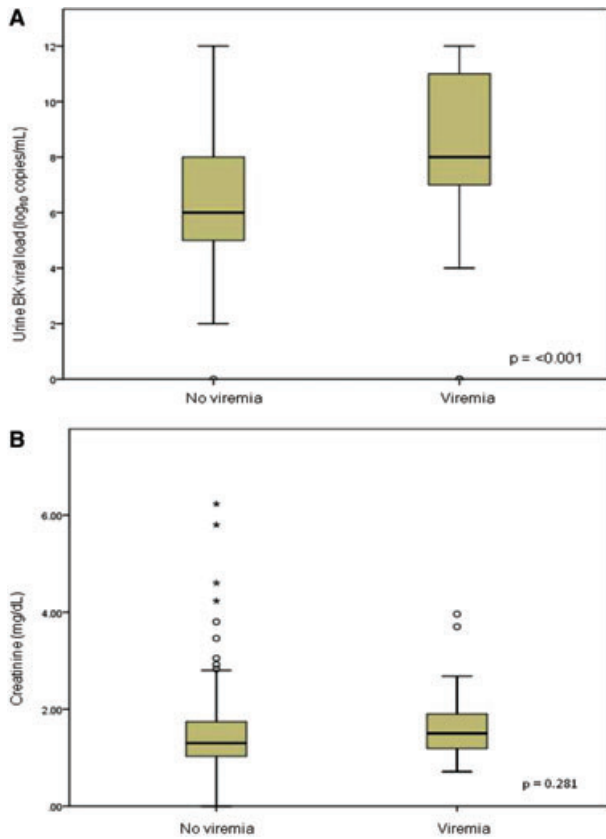 A
Urine BK viral load (log₁₀ copies/mL)
12
10
8
6
4
2
0
p = <0.001
No viremia
Viremia
B
Creatinine (mg/dL)
6.00
4.00
2.00
.00
p = 0.281
No viremia
Viremia